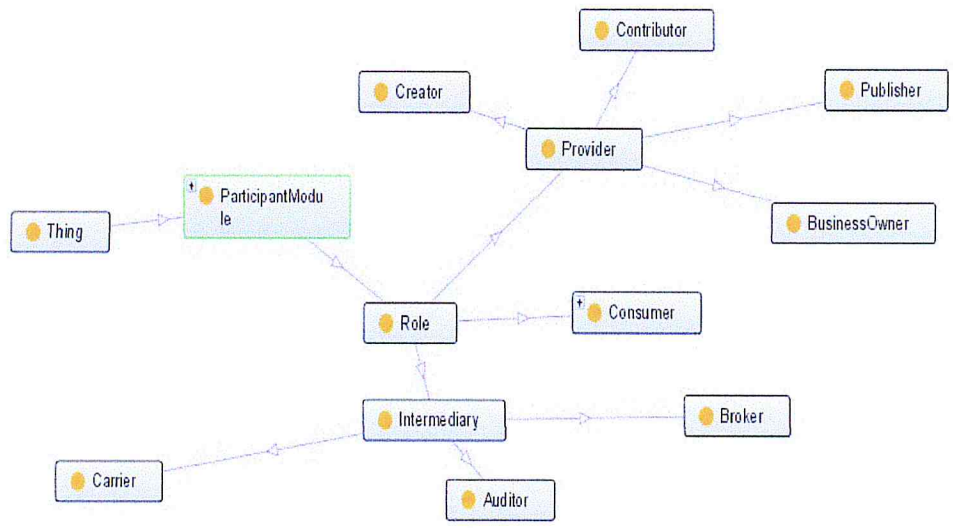 Contributor
Creator
Publisher
Provider
ParticipantModu
le
Thing
BusinessOwner
Role
Consumer
Intermediary
Broker
Carrier
Auditor